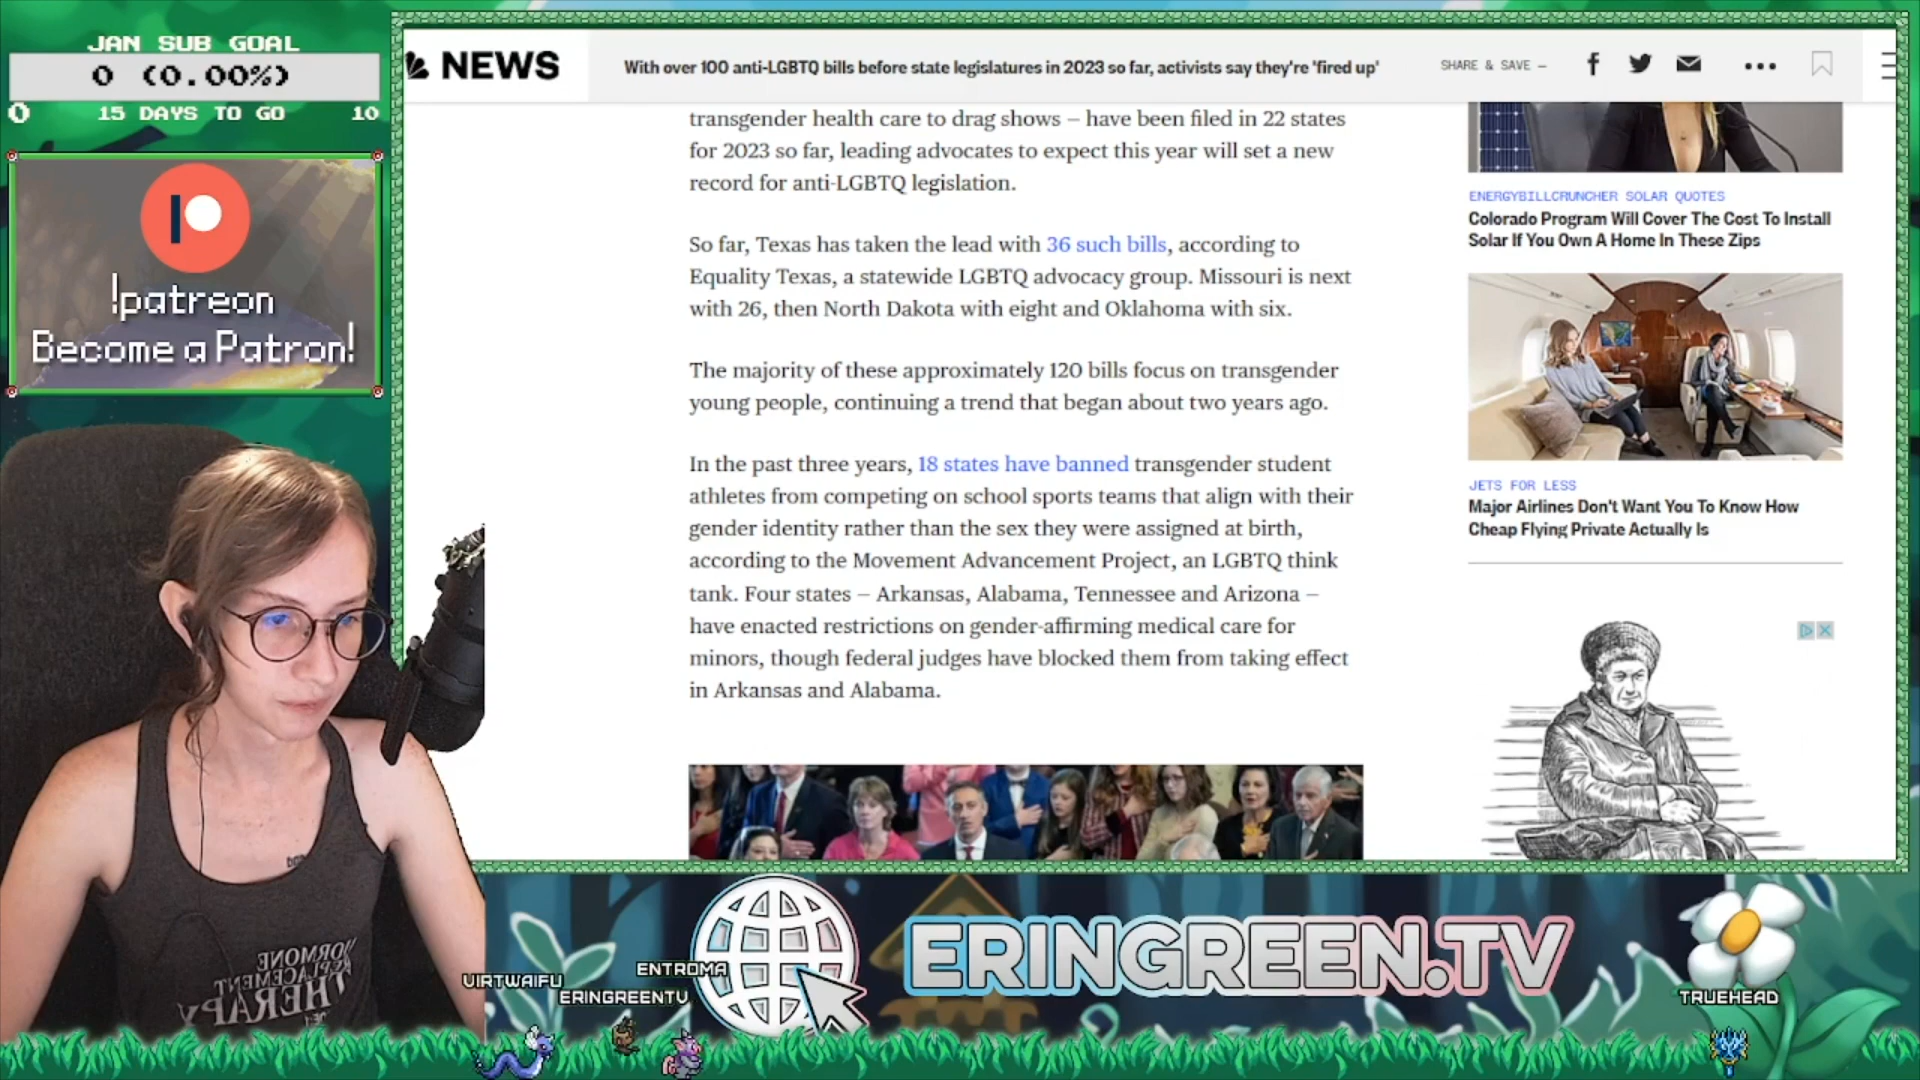 JAN SUB GOAL
0 (0.00%)
0 15 DAYS TO GO 10
!patreon
Become a Patron!
NEWS
With over 100 anti-LGBTQ bills before state legislatures in 2023 so far, activists say they're 'fired up'
SHARE & SAVE –
transgender health care to drag shows — have been filed in 22 states
for 2023 so far, leading advocates to expect this year will set a new
record for anti-LGBTQ legislation.
So far, Texas has taken the lead with 36 such bills, according to
Equality Texas, a statewide LGBTQ advocacy group. Missouri is next
with 26, then North Dakota with eight and Oklahoma with six.
The majority of these approximately 120 bills focus on transgender
young people, continuing a trend that began about two years ago.
In the past three years, 18 states have banned transgender student
athletes from competing on school sports teams that align with their
gender identity rather than the sex they were assigned at birth,
according to the Movement Advancement Project, an LGBTQ think
tank. Four states — Arkansas, Alabama, Tennessee and Arizona —
have enacted restrictions on gender-affirming medical care for
minors, though federal judges have blocked them from taking effect
in Arkansas and Alabama.
ENERGYBILLCRUNCHER SOLAR QUOTES
Colorado Program Will Cover The Cost To Install
Solar If You Own A Home In These Zips
JETS FOR LESS
Major Airlines Don't Want You To Know How
Cheap Flying Private Actually Is
HORMONE
REPLACEMENT
THERAPY
ERINGREEN.TV
VIRTWAIFU
ENTROMA
ERINGREENTV
TRUEHEAD